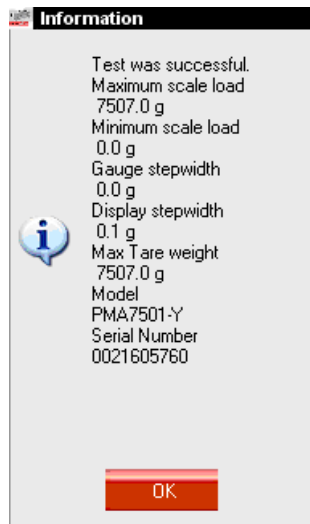 Information
Test was successful.
Maximum scale load
7507.0 g
Minimum scale load
0.0 g
Gauge stepwidth
0.0 g
Display stepwidth
0.1 g
Max Tare weight
7507.0 g
Model
PMA7501-Y
Serial Number
0021605760
OK